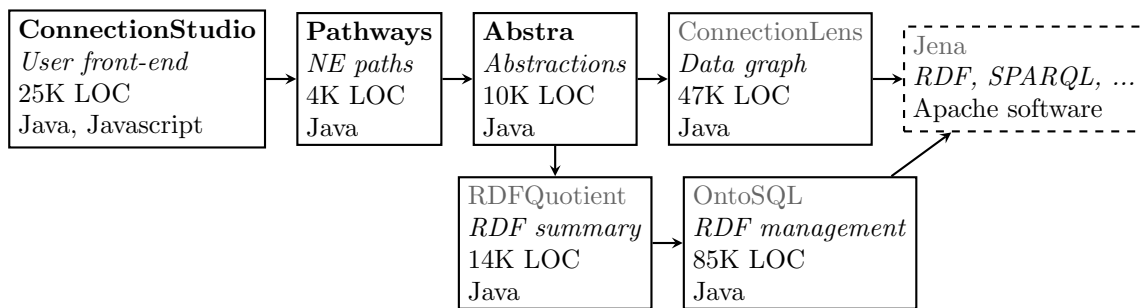 ConnectionStudio
User front-end
25K LOC
Java, Javascript
Pathways
NE paths
4K LOC
Java
Abstra
Abstractions
10K LOC
Java
ConnectionLens
Data graph
47K LOC
Java
Jena
RDF, SPARQL, ...
Apache software
RDFQuotient
RDF summary
14K LOC
Java
OntoSQL
RDF management
85K LOC
Java